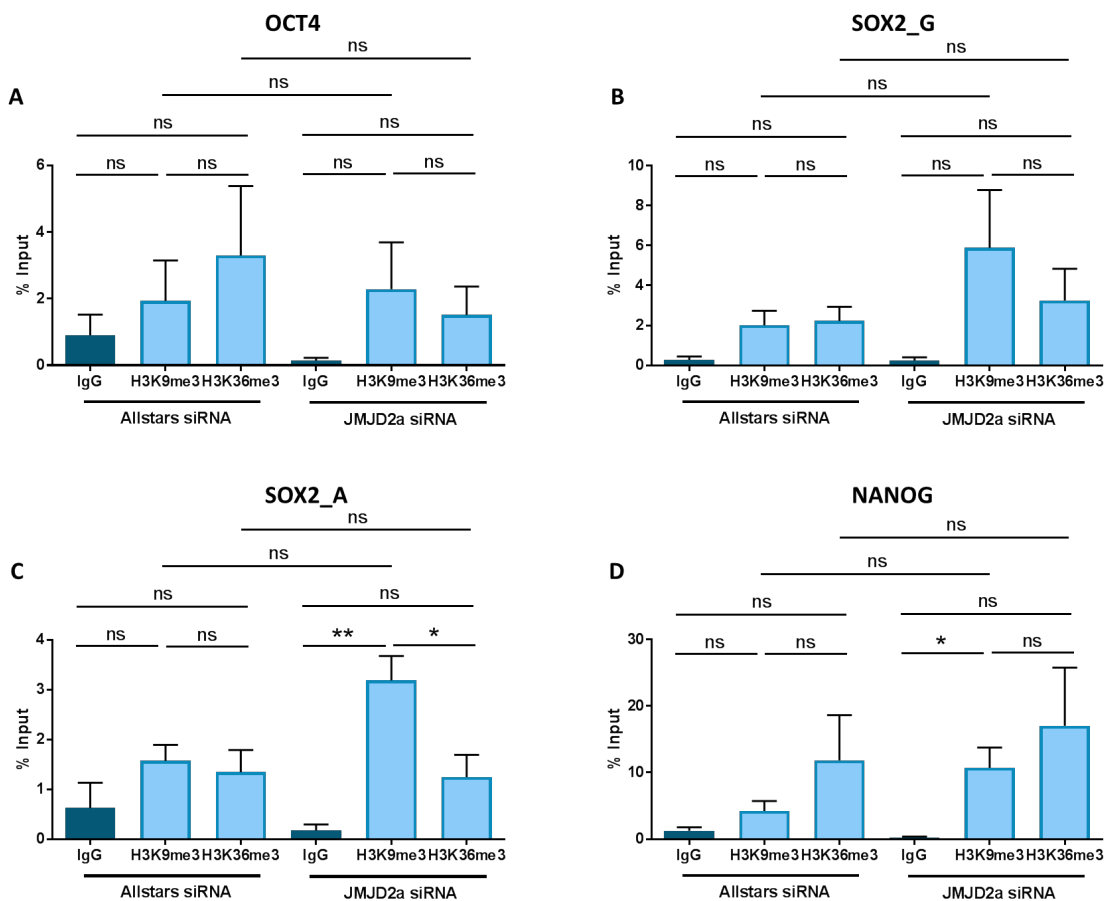 OCT4
ns
ns
A
ns
ns
ns
ns
ns
ns
6
4
2
0
% Input
IgG
H3K9me3
H3K36me3
IgG
H3K9me3
H3K36me3
Allstars siRNA
JMJD2a siRNA
SOX2_G
ns
ns
B
ns
ns
ns
ns
ns
ns
10
8
6
4
2
0
% Input
IgG
H3K9me3
H3K36me3
IgG
H3K9me3
H3K36me3
Allstars siRNA
JMJD2a siRNA
SOX2_A
ns
ns
C
ns
ns
ns
ns
**
*
4
3
2
1
0
% Input
IgG
H3K9me3
H3K36me3
IgG
H3K9me3
H3K36me3
Allstars siRNA
JMJD2a siRNA
NANOG
ns
ns
D
ns
ns
ns
ns
*
ns
30
20
10
0
% Input
IgG
H3K9me3
H3K36me3
IgG
H3K9me3
H3K36me3
Allstars siRNA
JMJD2a siRNA